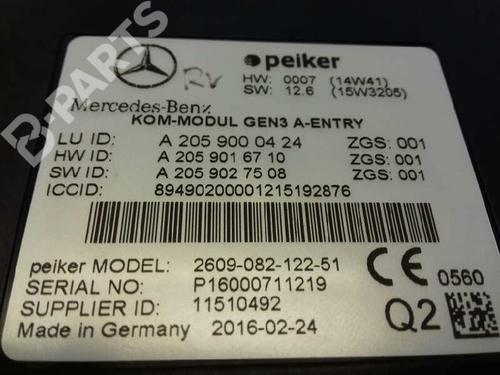 B-PARTS
peiker
RV
HW: 0007 (14W41)
SW: 12.6 (15W3205)
Mercedes-Benz
KOM-MODUL GEN3 A-ENTRY
LU ID: A 205 900 04 24 ZGS: 001
HW ID: A 205 901 67 10 ZGS: 001
SW ID: A 205 902 75 08 ZGS: 001
ICCID: 89490200001215192876
peiker MODEL: 2609-082-122-51
SERIAL NO: P16000711219
SUPPLIER ID: 11510492
CE 0560
Made in Germany 2016-02-24 Q2